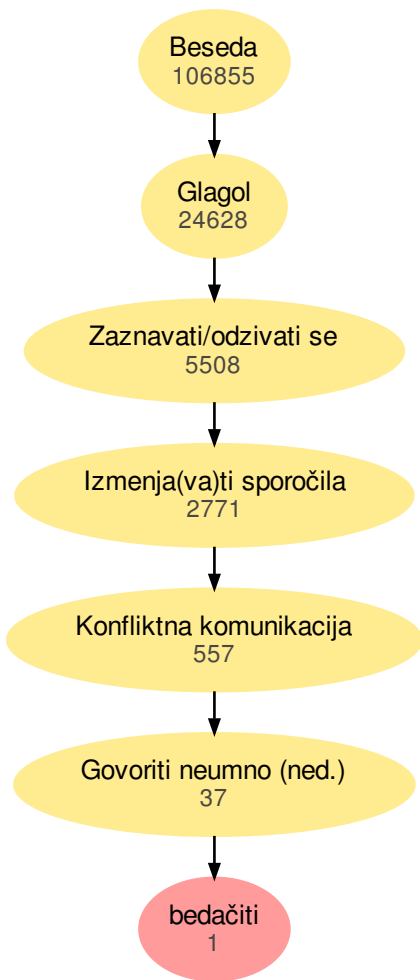 Beseda
106855
Glagol
24628
Zaznavati/odzivati se
5508
Izmenja(va)ti sporočila
2771
Konfliktna komunikacija
557
Govoriti neumno (ned.)
37
bedačiti
1